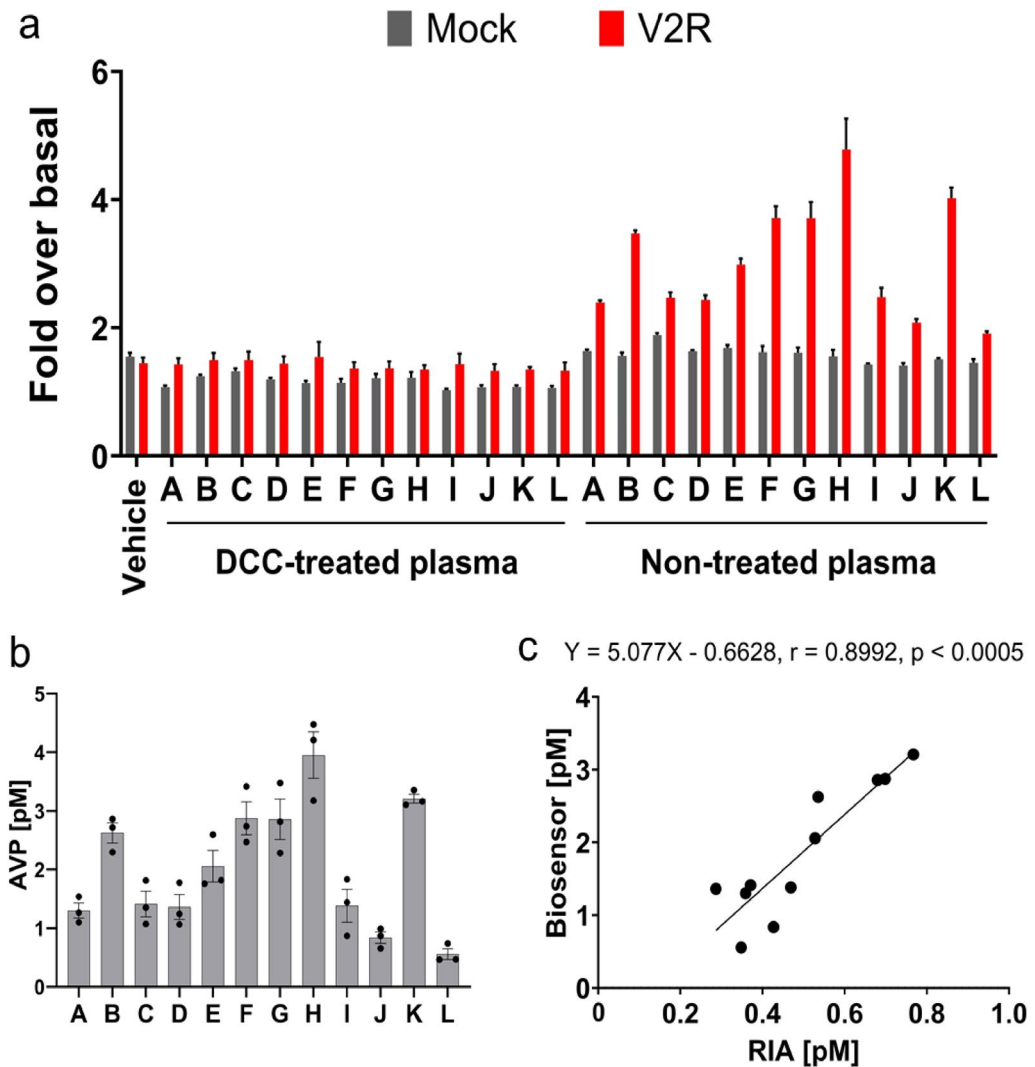 a
Mock V2R
Fold over basal
6
4
2
0
Vehicle A B C D E F G H I J K L A B C D E F G H I J K L
DCC-treated plasma Non-treated plasma
b
AVP [pM]
5
4
3
2
1
0
A B C D E F G H I J K L
c Y = 5.077X - 0.6628, r = 0.8992, p < 0.0005
Biosensor [pM]
4
3
2
1
0
0 0.2 0.4 0.6 0.8 1.0
RIA [pM]